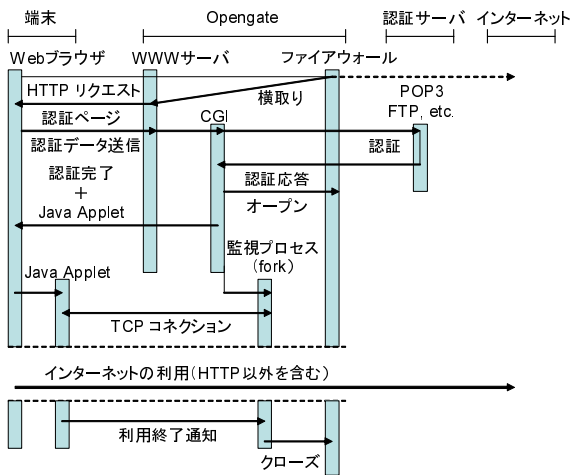 端末
Opengate
認証サーバ
インターネット
Webブラウザ
WWWサーバ
ファイアウォール
HTTP リクエスト
横取り
POP3
FTP, etc.
認証ページ
CGI
認証データ送信
認証
認証完了
+
Java Applet
認証応答
オープン
監視プロセス
(fork)
Java Applet
TCP コネクション
インターネットの利用(HTTP以外を含む)
利用終了通知
クローズ